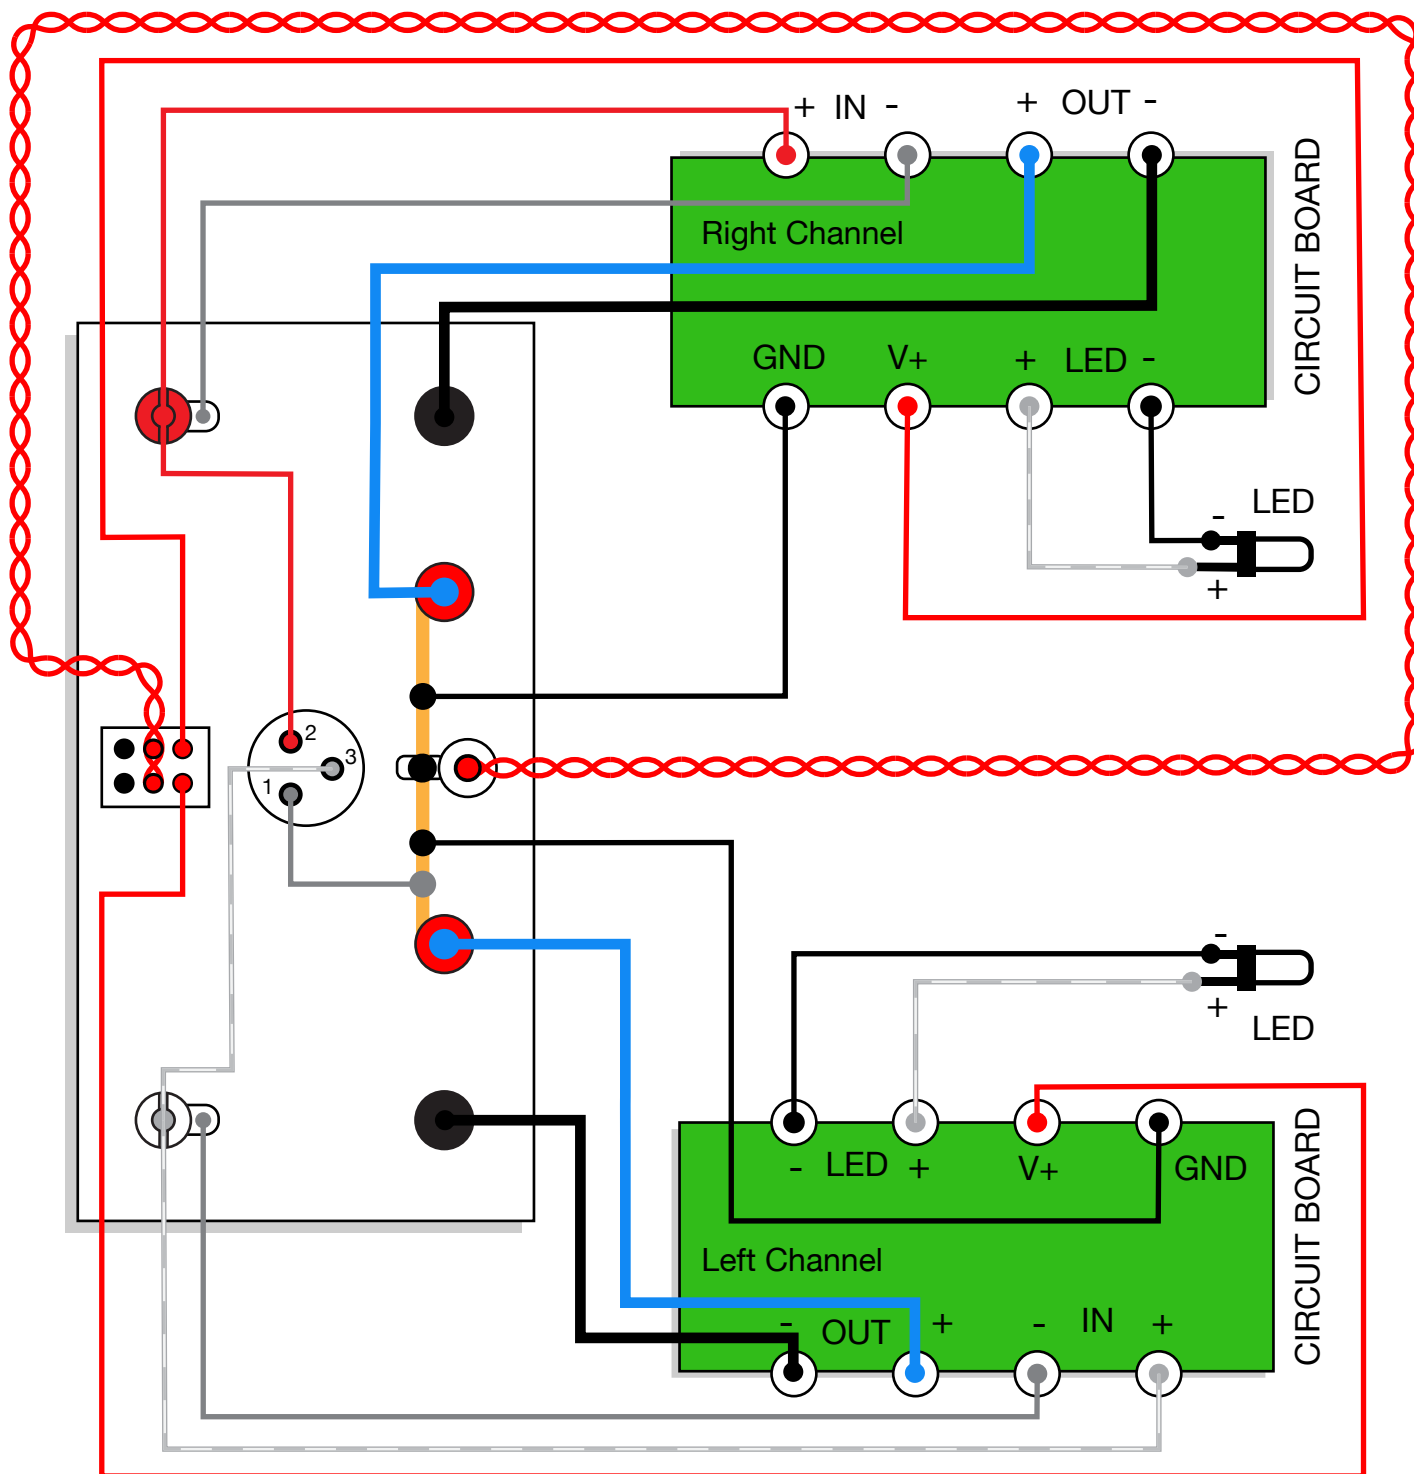 + IN - + OUT -
CIRCUIT BOARD
Right Channel
GND V+ + LED -
LED
-
+
2
3
1
-
+
LED
- LED + V+ GND
CIRCUIT BOARD
Left Channel
- OUT + - IN +